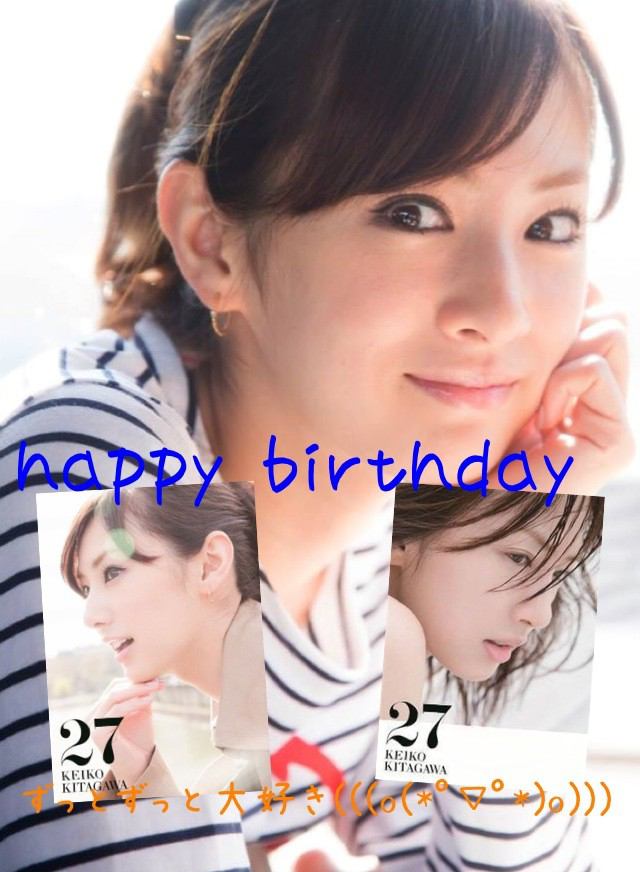 happy birthday
27
KEIKO
KITAGAWA
27
KEIKO
KITAGAWA
ずっとずっと大好き(((o(*ﾟ▽ﾟ*)o)))